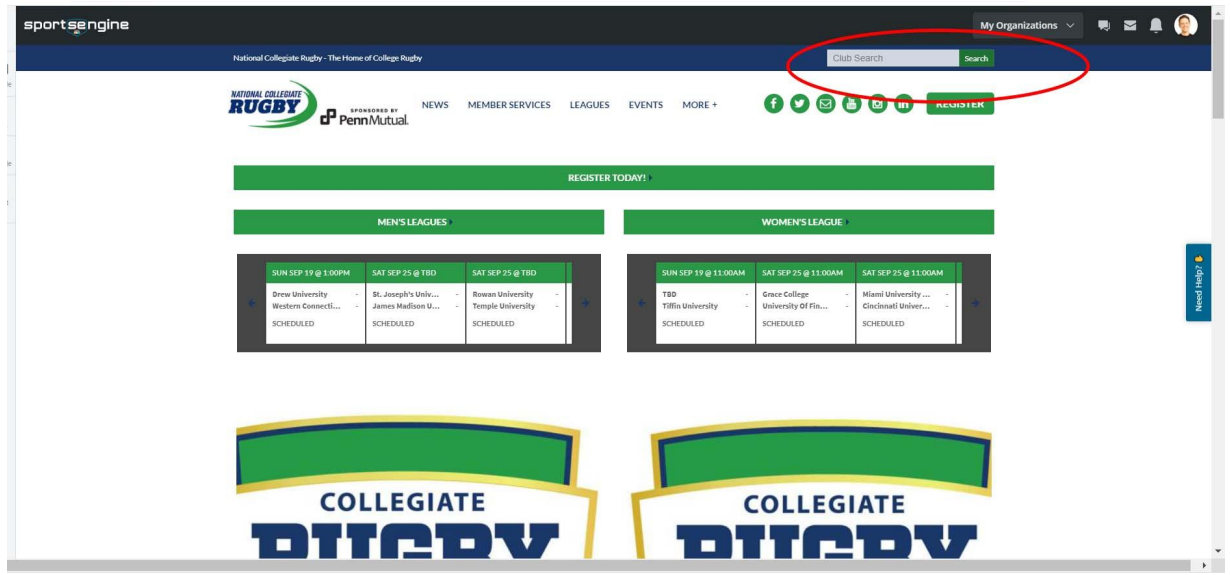 sportsengine
My Organizations
National Collegiate Rugby - The Home of College Rugby
Club Search
Search
NATIONAL COLLEGIATE
RUGBY
SPONSORED BY
PennMutual.
NEWS MEMBER SERVICES LEAGUES EVENTS MORE +
REGISTER
REGISTER TODAY!
MEN'S LEAGUES
WOMEN'S LEAGUE
SUN SEP 19 @ 1:00PM
Drew University -
Western Connecti... -
SCHEDULED
SAT SEP 25 @ TBD
St. Joseph's Univ... -
James Madison U... -
SCHEDULED
SAT SEP 25 @ TBD
Rowan University -
Temple University -
SCHEDULED
SUN SEP 19 @ 11:00AM
TBD -
Tiffin University -
SCHEDULED
SAT SEP 25 @ 11:00AM
Grace College -
University Of Fin... -
SCHEDULED
SAT SEP 25 @ 11:00AM
Miami University ... -
Cincinnati Univer... -
SCHEDULED
Need Help?
COLLEGIATE
RUGBY
COLLEGIATE
RUGBY